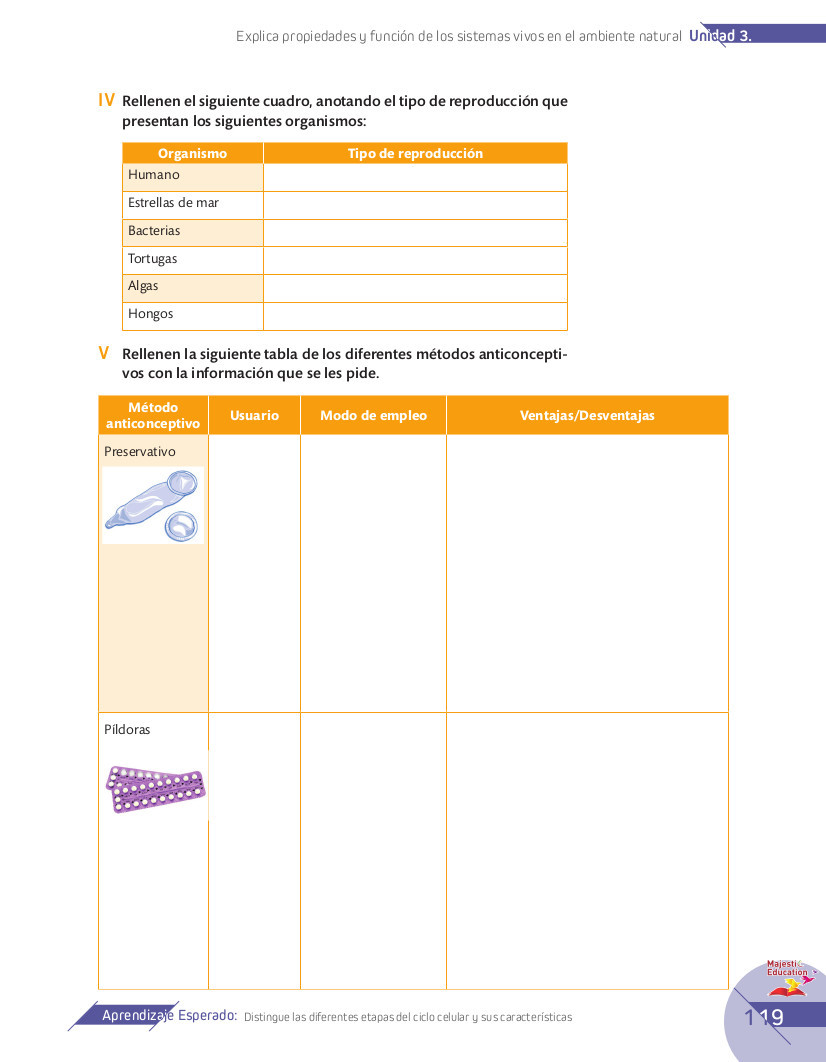 Explica propiedades y función de los sistemas vivos en el ambiente natural Unidad 3.
IV Rellenen el siguiente cuadro, anotando el tipo de reproducción que
presentan los siguientes organismos:
Organismo Tipo de reproducción
Humano
Estrellas de mar
Bacterias
Tortugas
Algas
Hongos
V Rellenen la siguiente tabla de los diferentes métodos anticoncepti-
vos con la información que se les pide.
Método
anticonceptivo Usuario Modo de empleo Ventajas/Desventajas
Preservativo
Píldoras
Majestic
Education
Aprendizaje Esperado: Distingue las diferentes etapas del ciclo celular y sus características
119